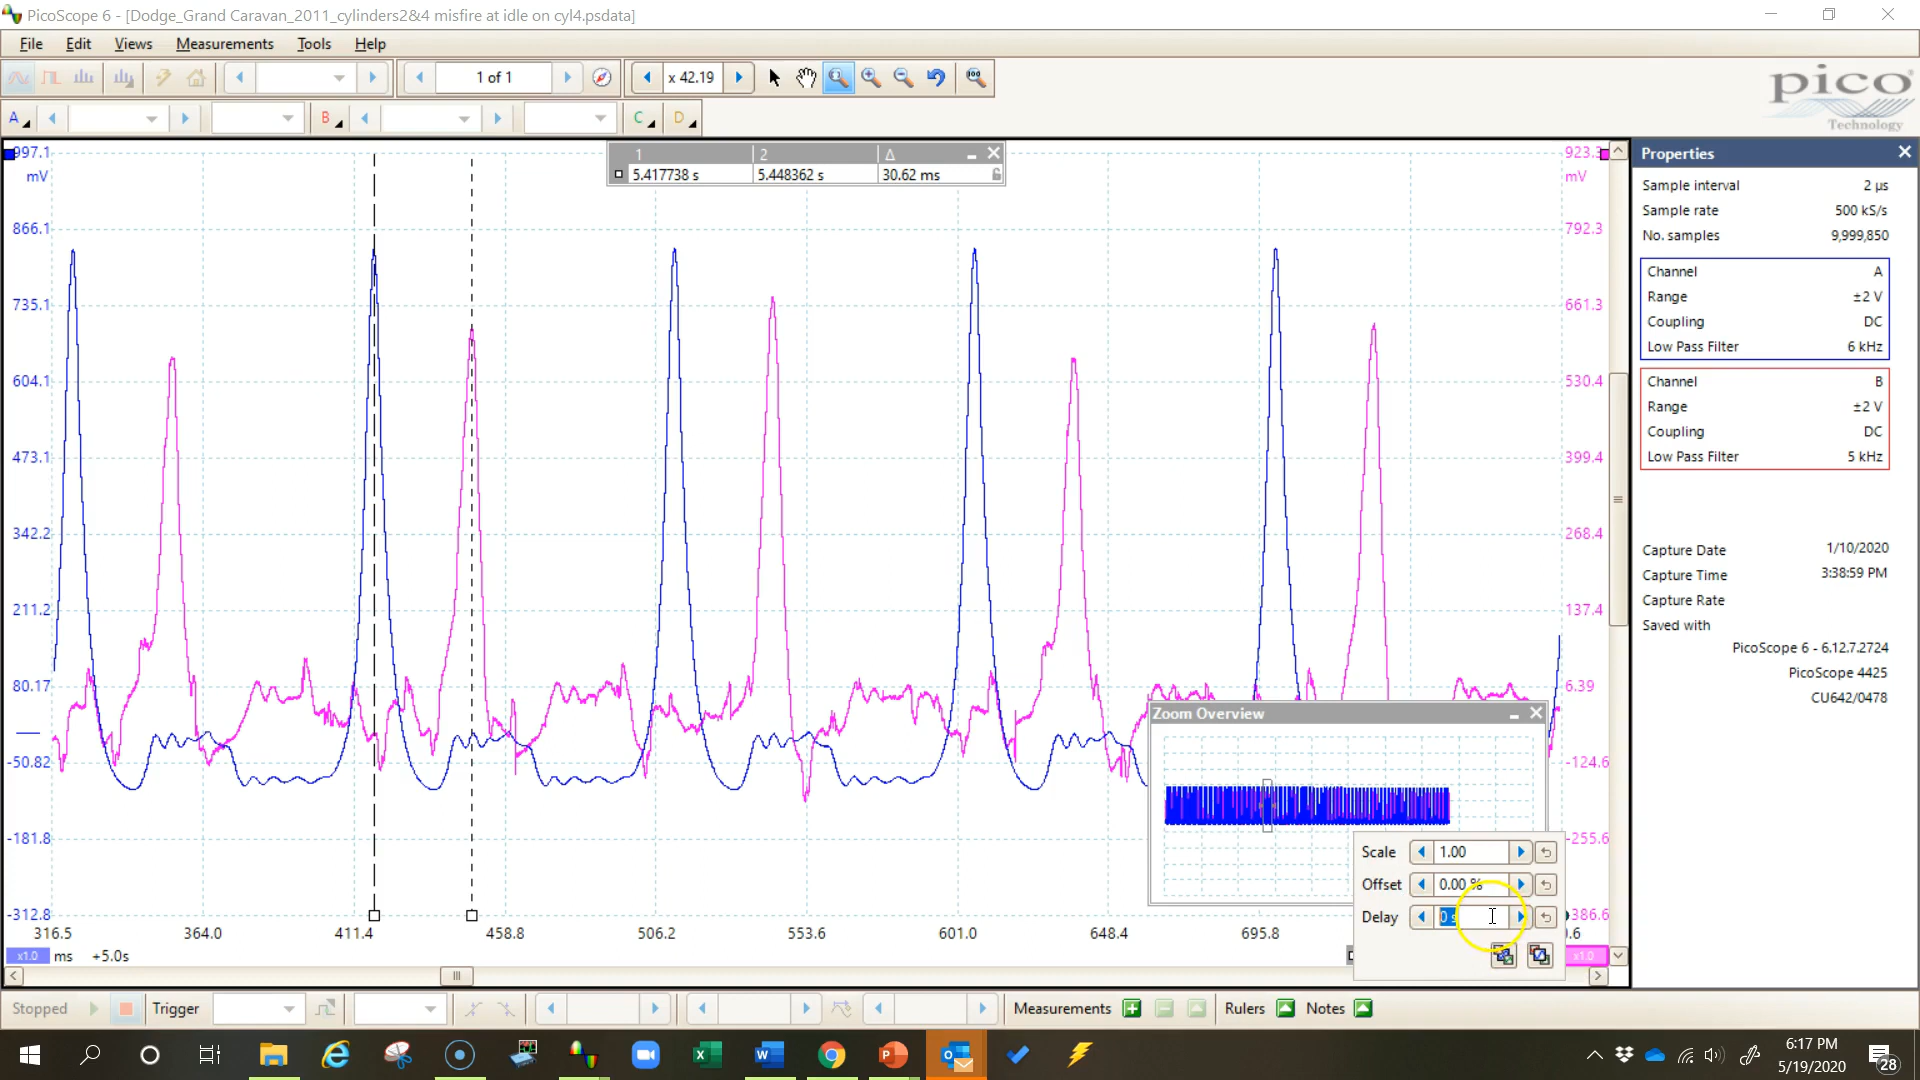 PicoScope 6 - [Dodge_Grand Caravan_2011_cylinders2&4 misfire at idle on cyl4.psdata]
File Edit Views Measurements Tools Help
1 of 1
x 42.19
pico
Technology
A
B
C
D
997.1
mV
866.1
735.1
604.1
473.1
342.2
211.2
80.17
-50.82
-181.8
-312.8
1 2 Δ
5.417738 s 5.448362 s 30.62 ms
923.3
mV
792.3
661.3
530.4
399.4
268.4
137.4
6.39
-124.6
-255.6
386.6
316.5 364.0 411.4 458.8 506.2 553.6 601.0 648.4 695.8 .6
x1.0 ms +5.0s
x1.0
Zoom Overview
Scale 1.00
Offset 0.00 %
Delay 0 s
Properties
Sample interval 2 µs
Sample rate 500 kS/s
No. samples 9,999,850
Channel A
Range ±2 V
Coupling DC
Low Pass Filter 6 kHz
Channel B
Range ±2 V
Coupling DC
Low Pass Filter 5 kHz
Capture Date 1/10/2020
Capture Time 3:38:59 PM
Capture Rate
Saved with
PicoScope 6 - 6.12.7.2724
PicoScope 4425
CU642/0478
Stopped Trigger Measurements Rulers Notes
6:17 PM
5/19/2020
28